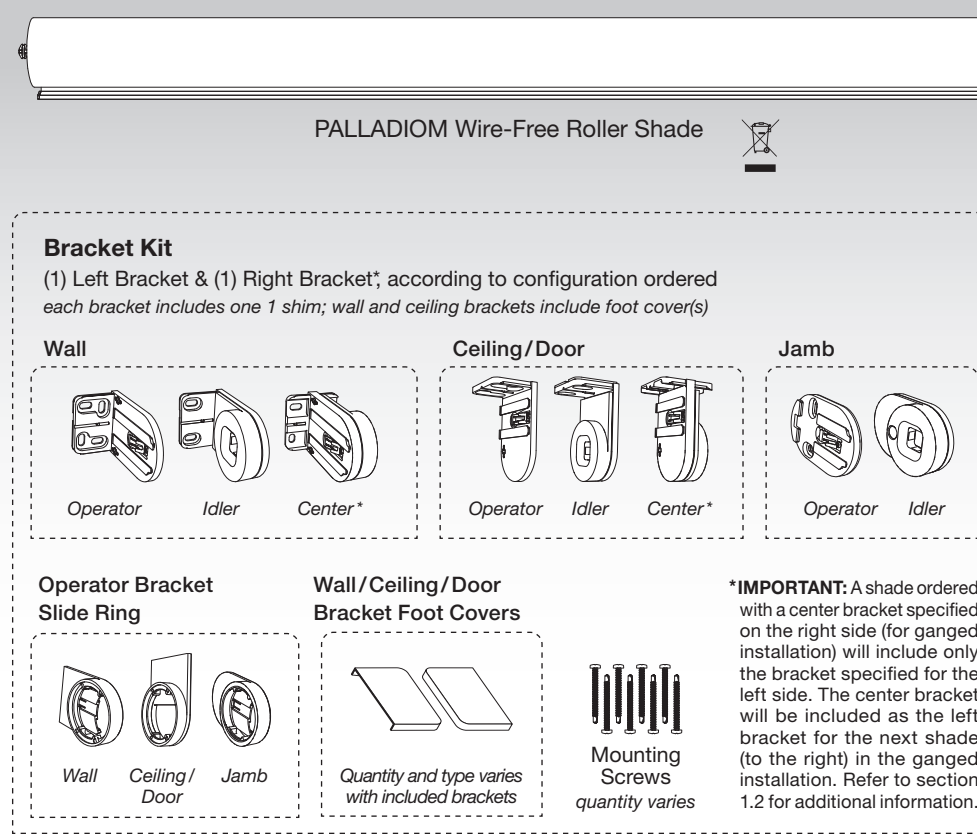 PALLADIOM Wire-Free Roller Shade
Bracket Kit
(1) Left Bracket & (1) Right Bracket*, according to configuration ordered
each bracket includes one 1 shim; wall and ceiling brackets include foot cover(s)
Wall
Operator
Idler
Center*
Ceiling/Door
Operator
Idler
Center*
Jamb
Operator
Idler
Operator Bracket
Slide Ring
Wall
Ceiling/
Door
Jamb
Wall/Ceiling/Door
Bracket Foot Covers
Quantity and type varies
with included brackets
Mounting
Screws
quantity varies
*IMPORTANT: A shade ordered
with a center bracket specified
on the right side (for ganged
installation) will include only
the bracket specified for the
left side. The center bracket
will be included as the left
bracket for the next shade
(to the right) in the ganged
installation. Refer to section
1.2 for additional information.